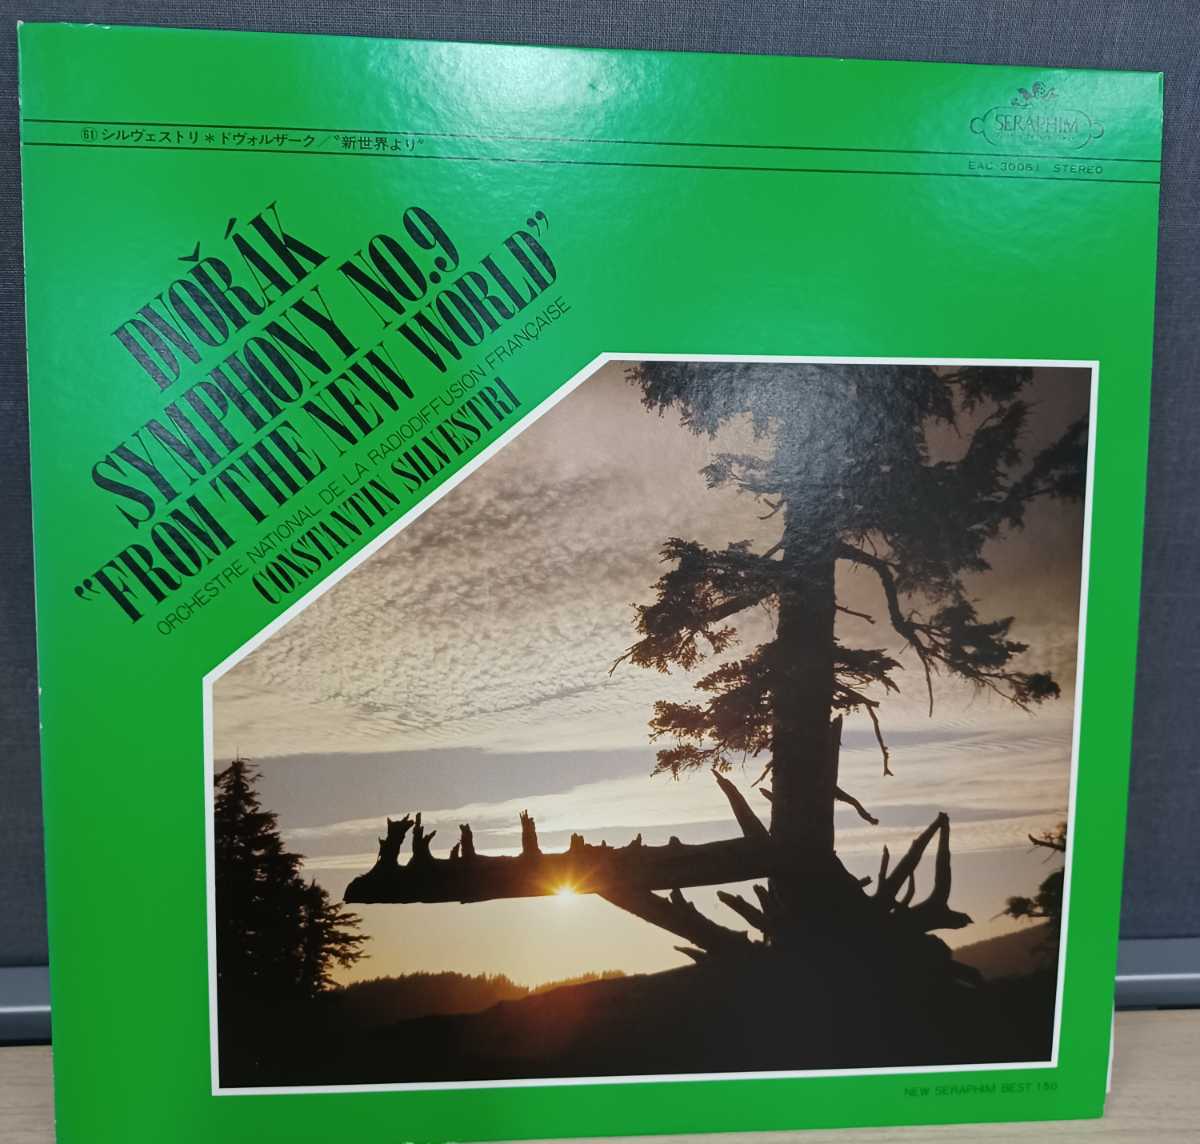 ㉛シルヴェストリ*ドヴォルザーク/〝新世界より〟
SERAPHIM
EAC-30061 STEREO
DVOŘÁK
SYMPHONY NO.9
"FROM THE NEW WORLD"
ORCHESTRE NATIONAL DE LA RADIODIFFUSION FRANÇAISE
CONSTANTIN SILVESTRI
NEW SERAPHIM BEST 150